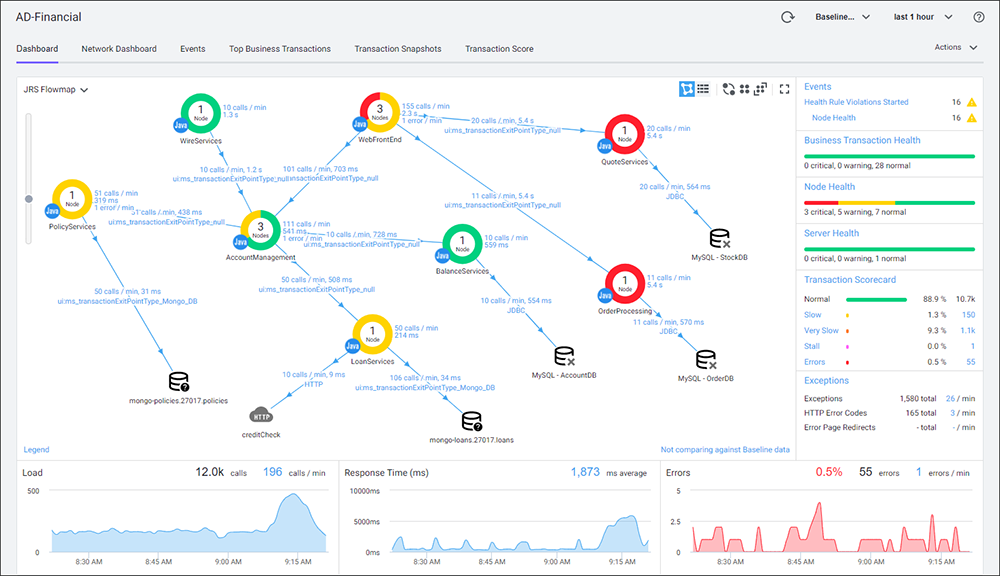 AD-Financial
Baseline...
last 1 hour
Dashboard
Network Dashboard
Events
Top Business Transactions
Transaction Snapshots
Transaction Score
Actions
JRS Flowmap
1
Node
Java
WireServices
10 calls / min
1.3 s
3
Nodes
Java
WebFrontEnd
155 calls / min
2.3 s
1 error / min
20 calls / min, 5.4 s
ui:ms_transactionExitPointType_null
1
Node
Java
QuoteServices
20 calls / min
5.4 s
10 calls / min, 1.2 s
ui:ms_transactionExitPointType_null
101 calls / min, 703 ms
1
Node
Java
PolicyServices
51 calls / min
319 ms
1 error / min
51 calls / min, 438 ms
ui:ms_transactionExitPointType_null
11 calls / min, 5.4 s
ui:ms_transactionExitPointType_null
20 calls / min, 564 ms
JDBC
3
Nodes
Java
AccountManagement
111 calls / min
541 ms
1 error / min
10 calls / min, 728 ms
ui:ms_transactionExitPointType_null
1
Node
Java
BalanceServices
10 calls / min
559 ms
MySQL - StockDB
50 calls / min, 508 ms
ui:ms_transactionExitPointType_null
50 calls / min, 31 ms
ui:ms_transactionExitPointType_Mongo_DB
1
Node
Java
OrderProcessing
11 calls / min
5.4 s
10 calls / min, 554 ms
JDBC
11 calls / min, 570 ms
JDBC
1
Node
Java
LoanServices
50 calls / min
214 ms
MySQL - AccountDB
MySQL - OrderDB
10 calls / min, 9 ms
HTTP
106 calls / min, 34 ms
ui:ms_transactionExitPointType_Mongo_DB
mongo-policies.27017.policies
HTTP
creditCheck
mongo-loans.27017.loans
Legend
Not comparing against Baseline data
Events
Health Rule Violations Started 16
Node Health 16
Business Transaction Health
0 critical, 0 warning, 28 normal
Node Health
3 critical, 5 warning, 7 normal
Server Health
0 critical, 0 warning, 1 normal
Transaction Scorecard
Normal 88.9 % 10.7k
Slow 1.3 % 150
Very Slow 9.3 % 1.1k
Stall 0.0 % 1
Errors 0.5 % 55
Exceptions
Exceptions 1,580 total 26 / min
HTTP Error Codes 165 total 3 / min
Error Page Redirects - total - / min
Load
12.0k calls 196 calls / min
500
0
8:30 AM
8:45 AM
9:00 AM
9:15 AM
Response Time (ms)
1,873 ms average
10000ms
5000ms
0ms
8:30 AM
8:45 AM
9:00 AM
9:15 AM
Errors
0.5% 55 errors 1 errors / min
5
2.5
0
8:30 AM
8:45 AM
9:00 AM
9:15 AM